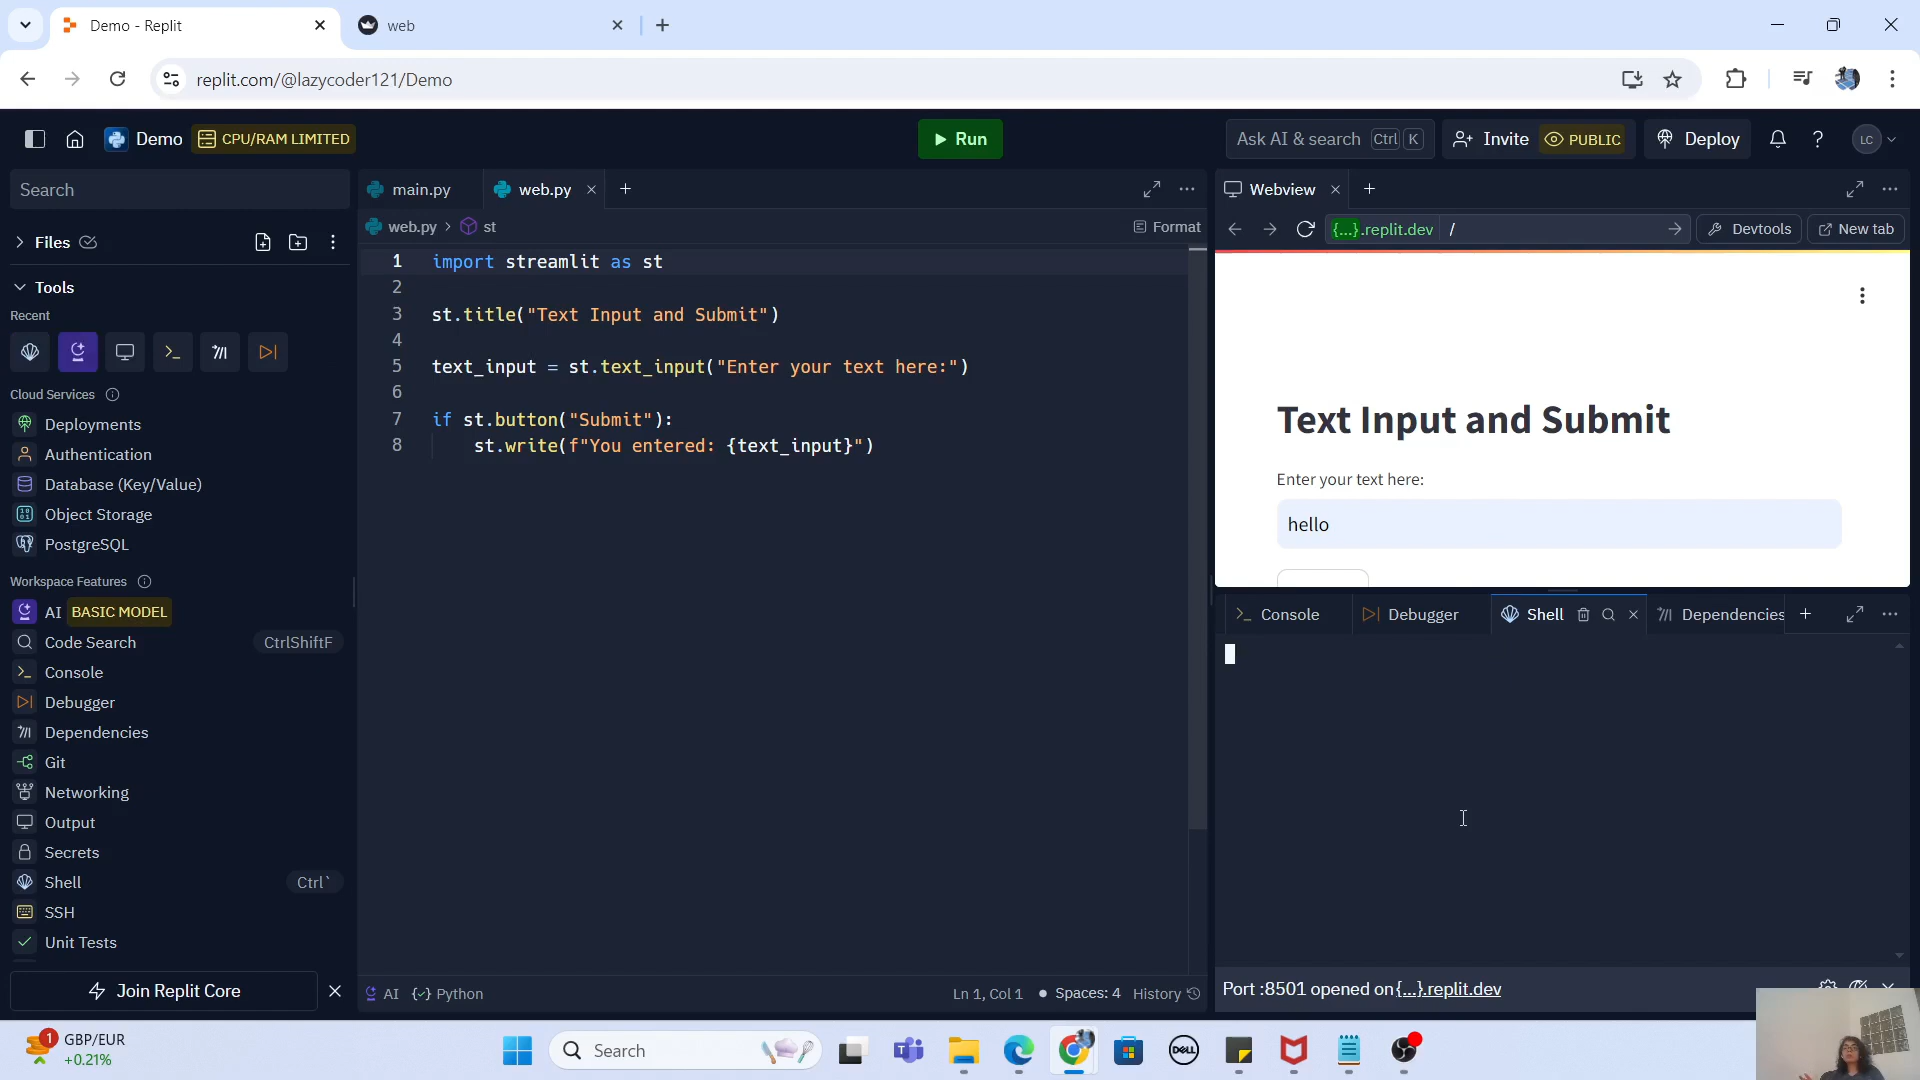 Demo - Replit
web
replit.com/@lazycoder121/Demo
Demo
CPU/RAM LIMITED
Run
Ask AI & search Ctrl K
Invite
PUBLIC
Deploy
LC
Search
Files
Tools
Recent
Cloud Services
Deployments
Authentication
Database (Key/Value)
Object Storage
PostgreSQL
Workspace Features
AI BASIC MODEL
Code Search CtrlShiftF
Console
Debugger
Dependencies
Git
Networking
Output
Secrets
Shell Ctrl`
SSH
Unit Tests
Join Replit Core
main.py
web.py
web.py > st
Format
1 import streamlit as st
2
3 st.title("Text Input and Submit")
4
5 text_input = st.text_input("Enter your text here:")
6
7 if st.button("Submit"):
8 st.write(f"You entered: {text_input}")
AI
Python
Ln 1, Col 1
Spaces: 4
History
Webview
{...}.replit.dev /
Devtools
New tab
Text Input and Submit
Enter your text here:
hello
Console
Debugger
Shell
Dependencies
Port :8501 opened on {...}.replit.dev
1
GBP/EUR
+0.21%
Search
DELL